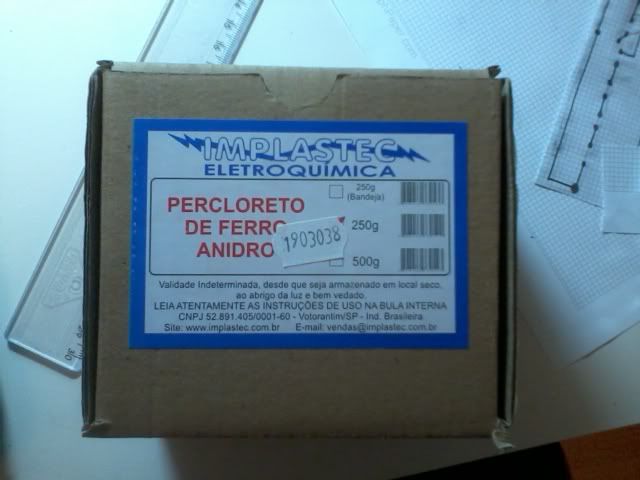 IMPLASTEC
ELETROQUÍMICA
PERCLORETO
DE FERRO
ANIDRO
1903038
250g
(Bandeja)
250g
500g
Validade Indeterminada, desde que seja armazenado em local seco,
ao abrigo da luz e bem vedado.
LEIA ATENTAMENTE AS INSTRUÇÕES DE USO NA BULA INTERNA
CNPJ 52.891.405/0001-60 - Votorantim/SP - Ind. Brasileira
Site: www.implastec.com.br E-mail: vendas@implastec.com.br